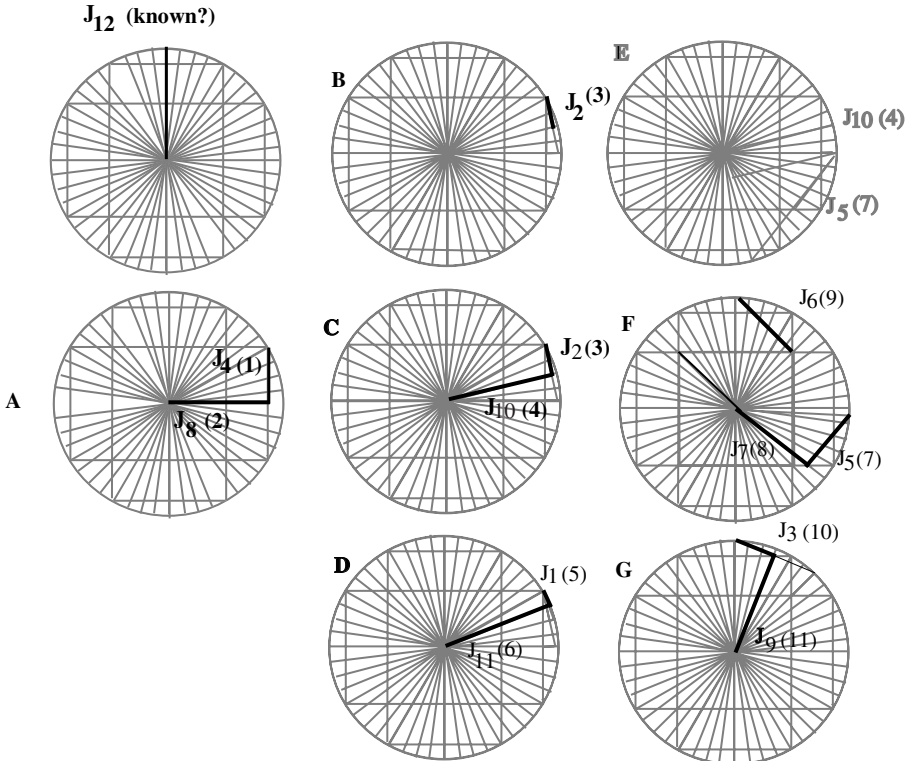 J12 (known?)
B
J2 (3)
E
J10 (4)
J5 (7)
A
J4 (1)
J8 (2)
C
J2 (3)
J10 (4)
F
J6 (9)
J7 (8)
J5 (7)
D
J1 (5)
J11 (6)
G
J3 (10)
J9 (11)